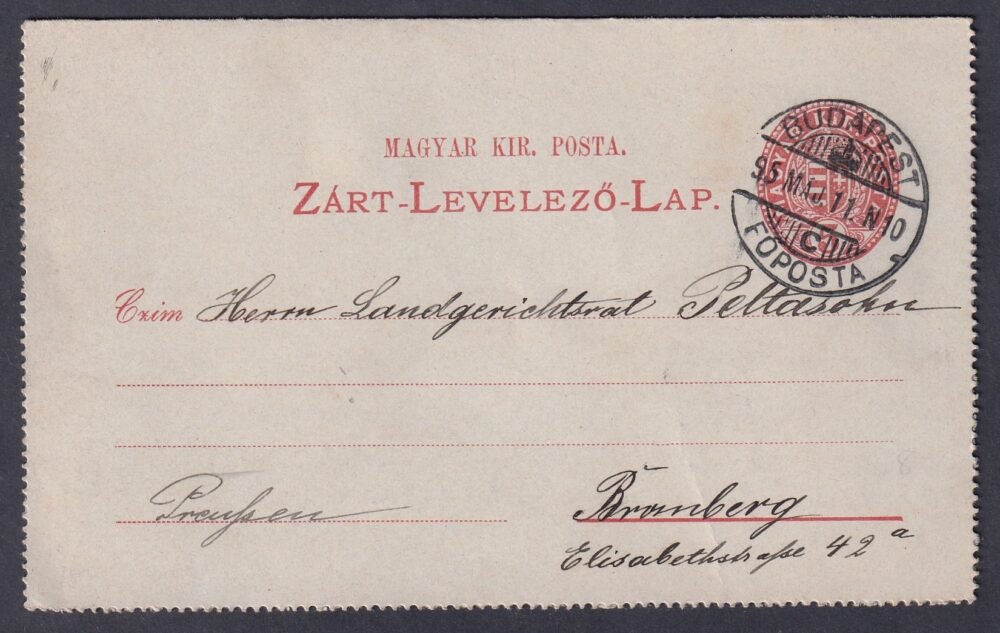 MAGYAR KIR. POSTA.
ZÁRT-LEVELEZŐ-LAP.
BUDAPEST
95 MÁJ. 11. N10
C
FŐPOSTA
Czim Herrn Landgerichtsrat Peltasohn
Preußen
Bromberg
Elisabethstraße 42 a